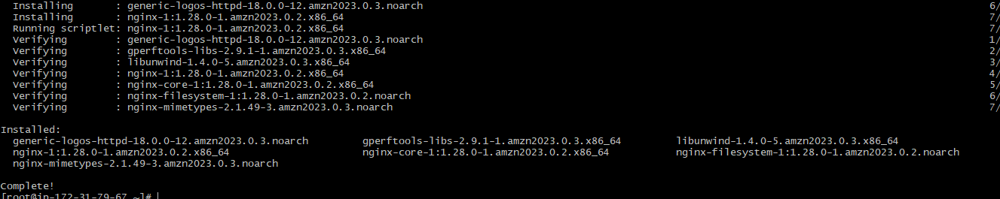 Installing       : generic-logos-httpd-18.0.0-12.amzn2023.0.3.noarch 6/
Installing       : nginx-1:1.28.0-1.amzn2023.0.2.x86_64 7/
Running scriptlet: nginx-1:1.28.0-1.amzn2023.0.2.x86_64 7/
Verifying        : generic-logos-httpd-18.0.0-12.amzn2023.0.3.noarch 1/
Verifying        : gperftools-libs-2.9.1-1.amzn2023.0.3.x86_64 2/
Verifying        : libunwind-1.4.0-5.amzn2023.0.3.x86_64 3/
Verifying        : nginx-1:1.28.0-1.amzn2023.0.2.x86_64 4/
Verifying        : nginx-core-1:1.28.0-1.amzn2023.0.2.x86_64 5/
Verifying        : nginx-filesystem-1:1.28.0-1.amzn2023.0.2.noarch 6/
Verifying        : nginx-mimetypes-2.1.49-3.amzn2023.0.3.noarch 7/
Installed:
generic-logos-httpd-18.0.0-12.amzn2023.0.3.noarch gperftools-libs-2.9.1-1.amzn2023.0.3.x86_64 libunwind-1.4.0-5.amzn2023.0.3.x86_64
nginx-1:1.28.0-1.amzn2023.0.2.x86_64 nginx-core-1:1.28.0-1.amzn2023.0.2.x86_64 nginx-filesystem-1:1.28.0-1.amzn2023.0.2.noarch
nginx-mimetypes-2.1.49-3.amzn2023.0.3.noarch
Complete!
[root@ip-172-31-79-67 ~]#